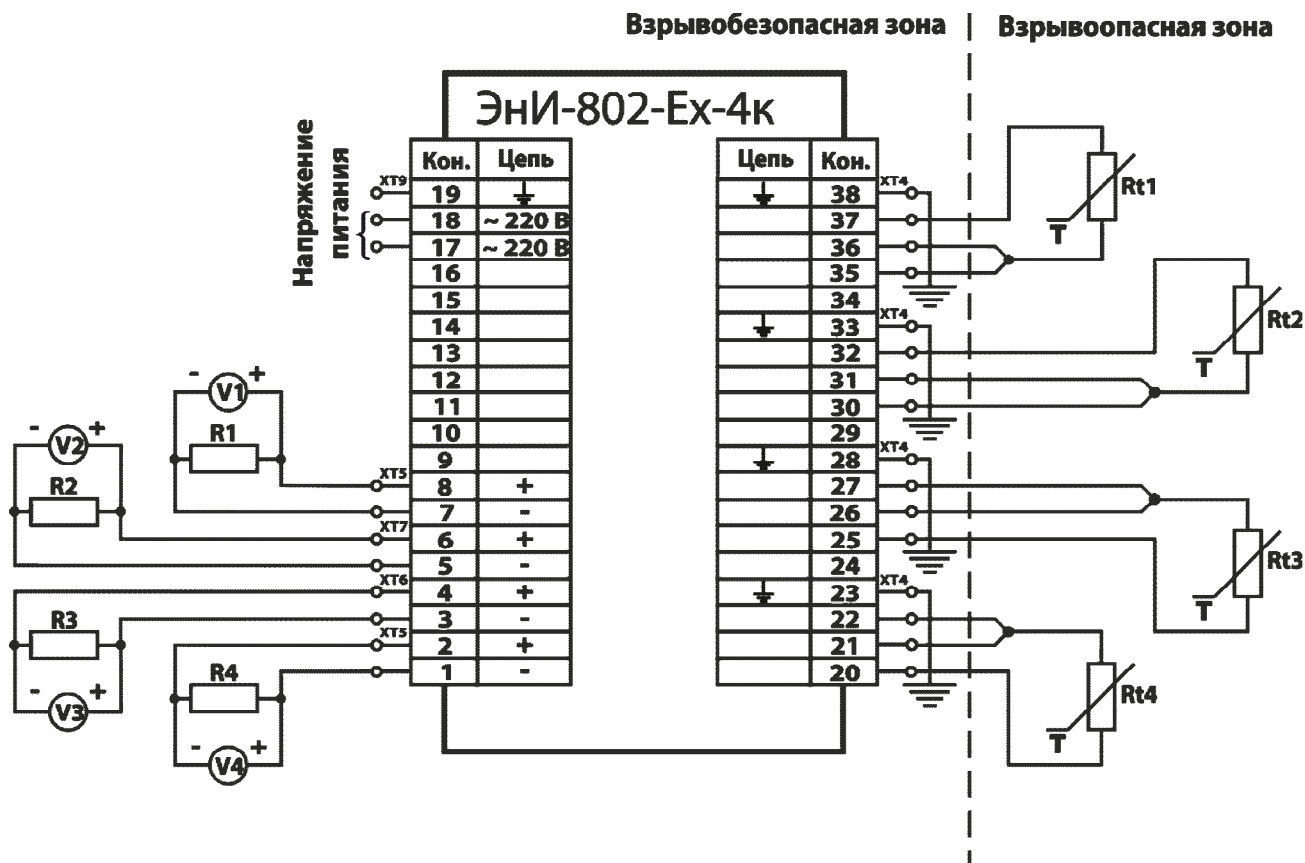 Взрывобезопасная зона
Взрывоопасная зона
ЭнИ-802-Ex-4к
Напряжение
питания
Кон. Цепь
XT9
19
18 ~ 220 В
17 ~ 220 В
16
15
14
13
12
11
10
9
XT5
8 +
7 -
XT7
6 +
5 -
XT6
4 +
3 -
XT5
2 +
1 -
Цепь Кон.
38
XT4
37
36
35
34
33
XT4
32
31
30
29
28
XT4
27
26
25
24
23
XT4
22
21
20
- V1 +
R1
- V2 +
R2
R3
- V3 +
R4
- V4 +
Rt1
T
Rt2
T
Rt3
T
Rt4
T